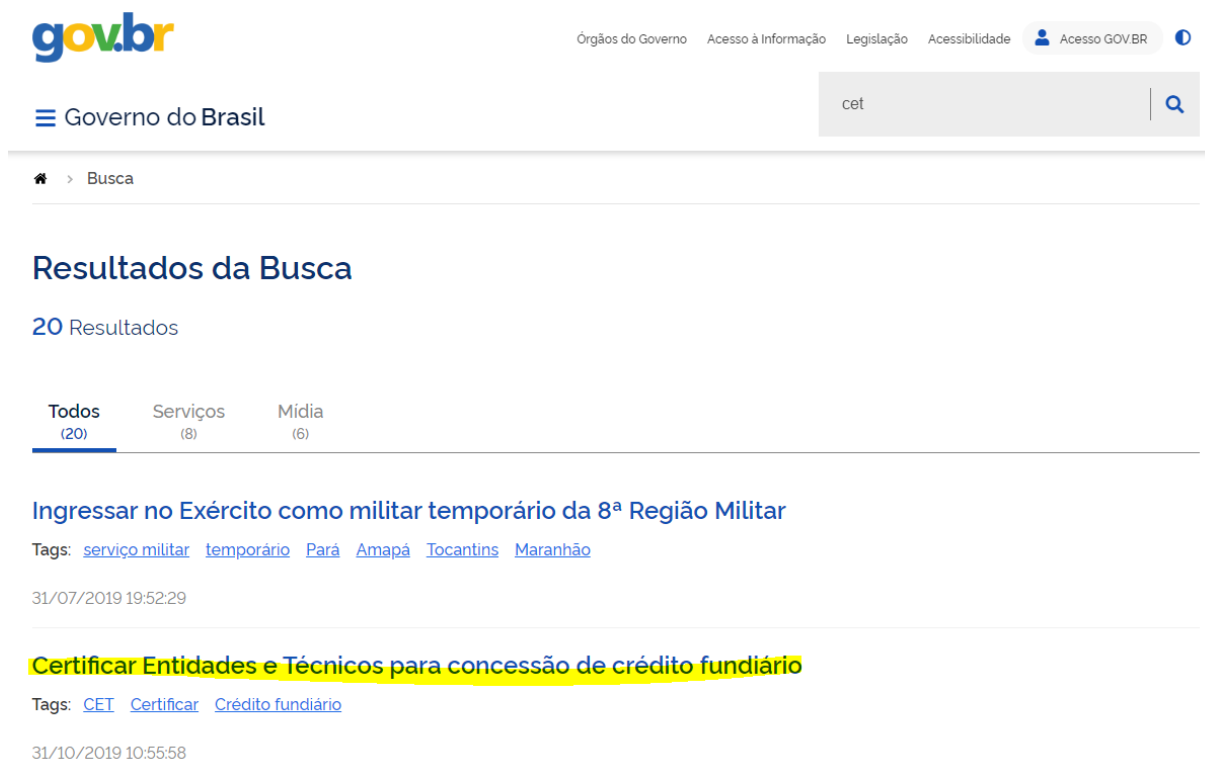 gov.br
Órgãos do Governo Acesso à Informação Legislação Acessibilidade Acesso GOV.BR
Governo do Brasil
cet
Busca
Resultados da Busca
20 Resultados
Todos Serviços Mídia
(20) (8) (6)
Ingressar no Exército como militar temporário da 8ª Região Militar
Tags: serviço militar temporário Pará Amapá Tocantins Maranhão
31/07/2019 19:52:29
Certificar Entidades e Técnicos para concessão de crédito fundiário
Tags: CET Certificar Crédito fundiário
31/10/2019 10:55:58